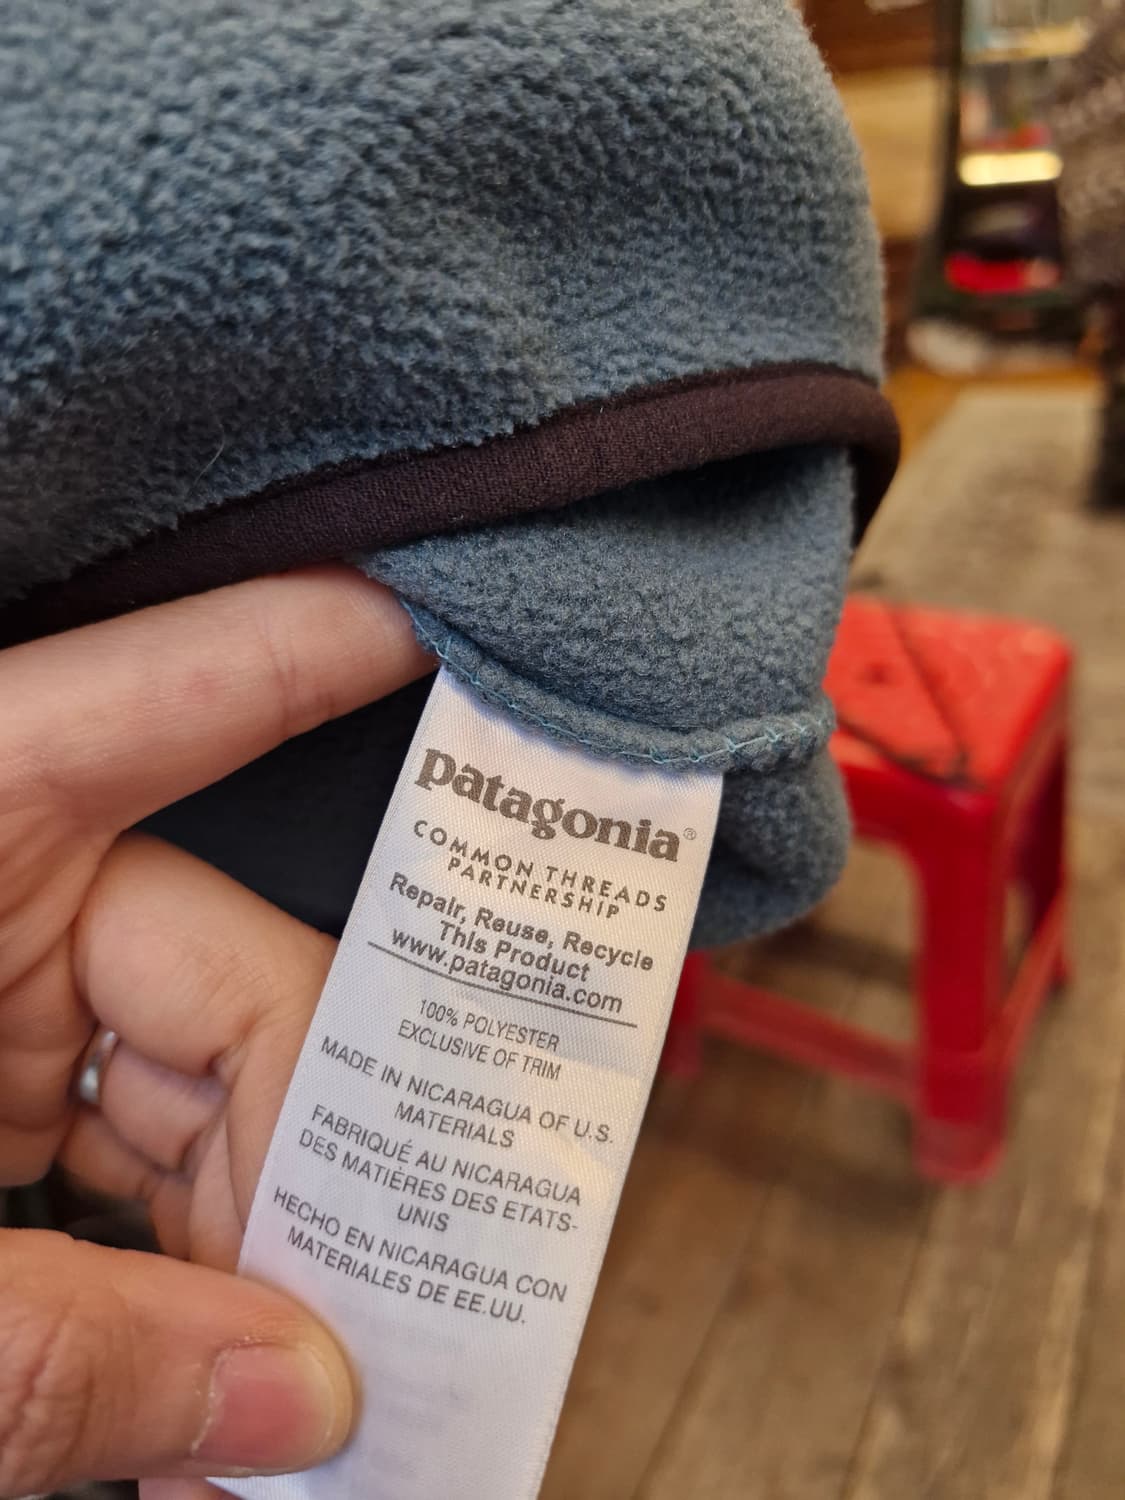 patagonia®
COMMON THREADS
PARTNERSHIP
Repair, Reuse, Recycle
This Product
www.patagonia.com
100% POLYESTER
EXCLUSIVE OF TRIM
MADE IN NICARAGUA OF U.S.
MATERIALS
FABRIQUÉ AU NICARAGUA
DES MATIÈRES DES ETATS-
UNIS
HECHO EN NICARAGUA CON
MATERIALES DE EE.UU.